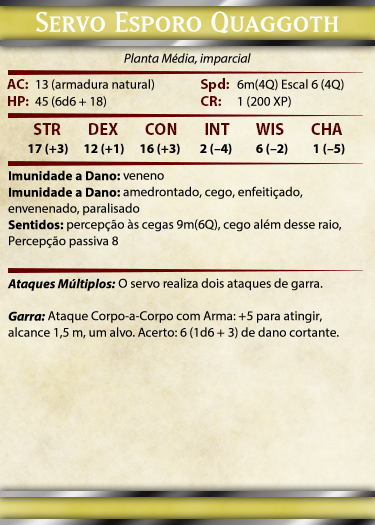 Servo Esporo Quaggoth
Planta Média, imparcial
AC: 13 (armadura natural) Spd: 6m(4Q) Escal 6 (4Q)
HP: 45 (6d6 + 18) CR: 1 (200 XP)
STR DEX CON INT WIS CHA
17 (+3) 12 (+1) 16 (+3) 2 (–4) 6 (–2) 1 (–5)
Imunidade a Dano: veneno
Imunidade a Dano: amedrontado, cego, enfeitiçado,
envenenado, paralisado
Sentidos: percepção às cegas 9m(6Q), cego além desse raio,
Percepção passiva 8
Ataques Múltiplos: O servo realiza dois ataques de garra.
Garra: Ataque Corpo-a-Corpo com Arma: +5 para atingir,
alcance 1,5 m, um alvo. Acerto: 6 (1d6 + 3) de dano cortante.